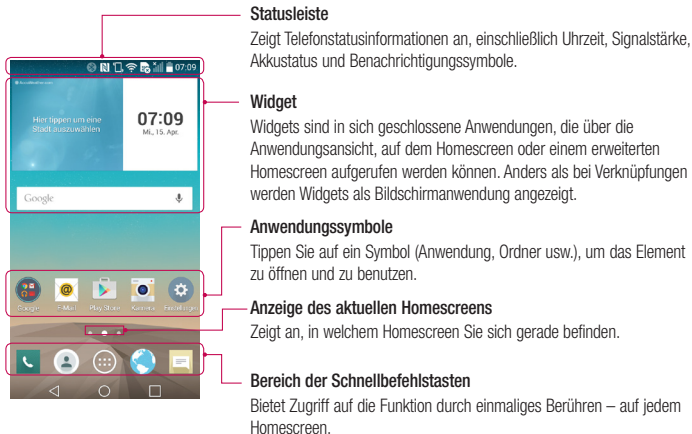 Statusleiste
Zeigt Telefonstatusinformationen an, einschließlich Uhrzeit, Signalstärke,
Akkustatus und Benachrichtigungssymbole.
07:09
Widget
Widgets sind in sich geschlossene Anwendungen, die über die
Anwendungsansicht, auf dem Homescreen oder einem erweiterten
Homescreen aufgerufen werden können. Anders als bei Verknüpfungen
werden Widgets als Bildschirmanwendung angezeigt.
Hier tippen um eine
Stadt auszuwählen
07:09
Mi., 15. Apr.
Google
Anwendungssymbole
Tippen Sie auf ein Symbol (Anwendung, Ordner usw.), um das Element
zu öffnen und zu benutzen.
Google E-Mail Play Store Kamera Einstellungen
Anzeige des aktuellen Homescreens
Zeigt an, in welchem Homescreen Sie sich gerade befinden.
Bereich der Schnellbefehlstasten
Bietet Zugriff auf die Funktion durch einmaliges Berühren – auf jedem
Homescreen.